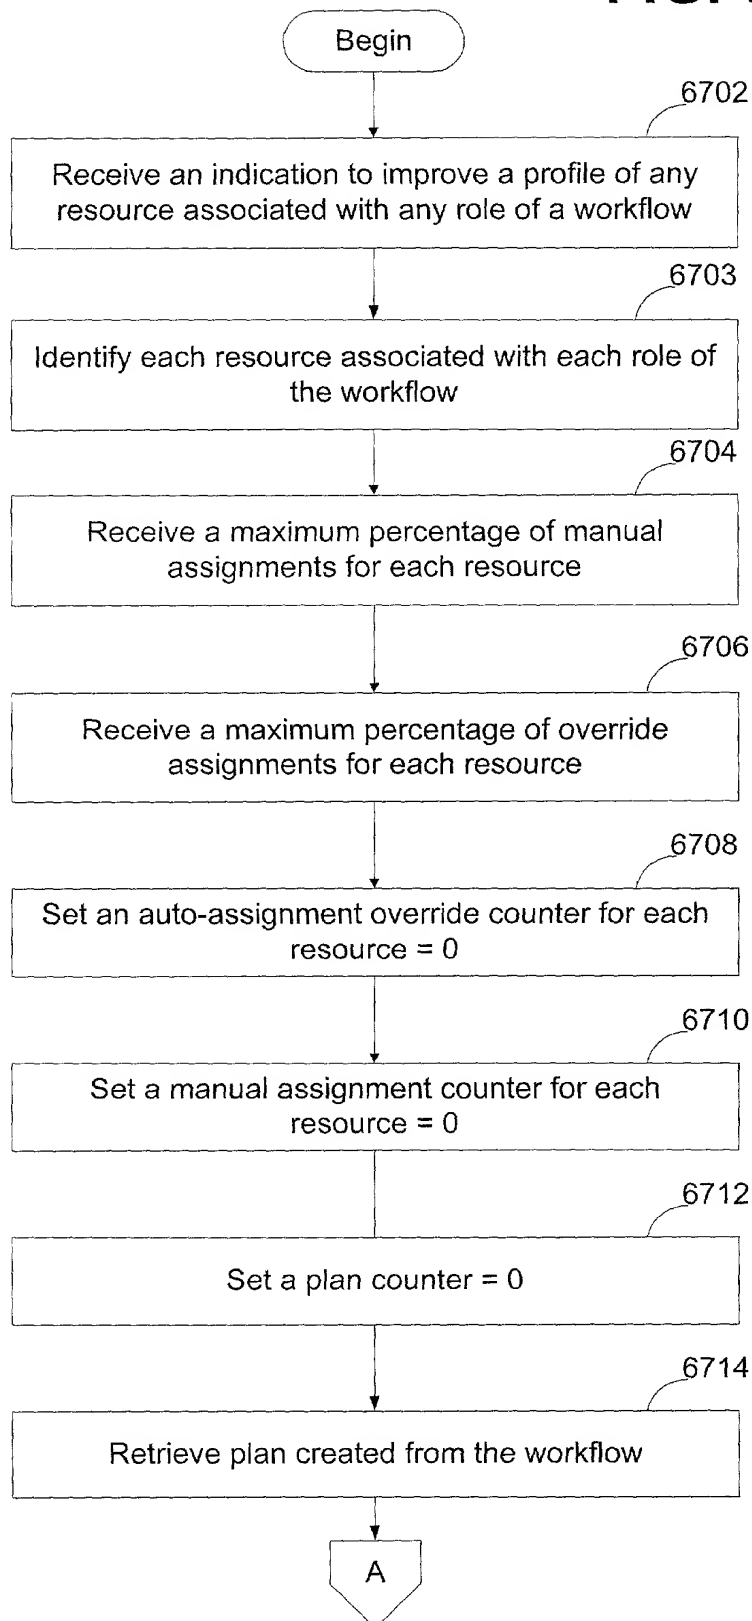 Begin
6702
Receive an indication to improve a profile of any
resource associated with any role of a workflow
6703
Identify each resource associated with each role of
the workflow
6704
Receive a maximum percentage of manual
assignments for each resource
6706
Receive a maximum percentage of override
assignments for each resource
6708
Set an auto-assignment override counter for each
resource = 0
6710
Set a manual assignment counter for each
resource = 0
6712
Set a plan counter = 0
6714
Retrieve plan created from the workflow
A